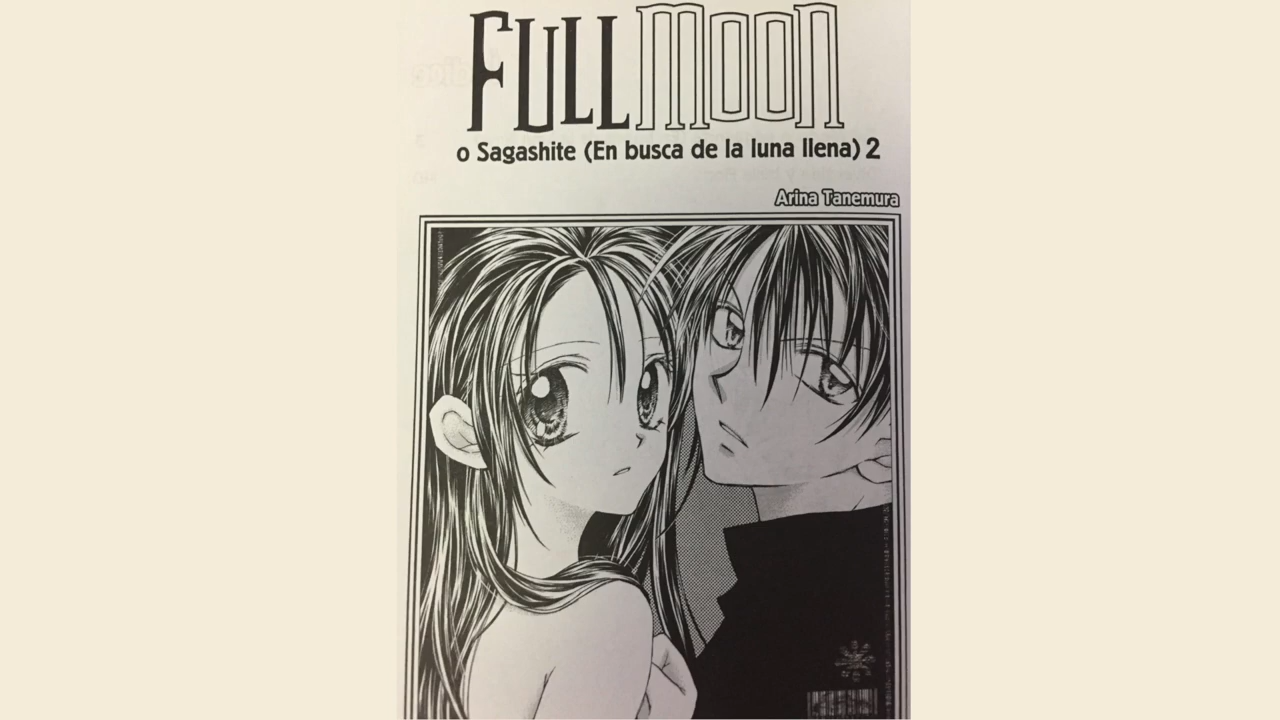 FULL MOON
o Sagashite (En busca de la luna llena) 2
Arina Tanemura